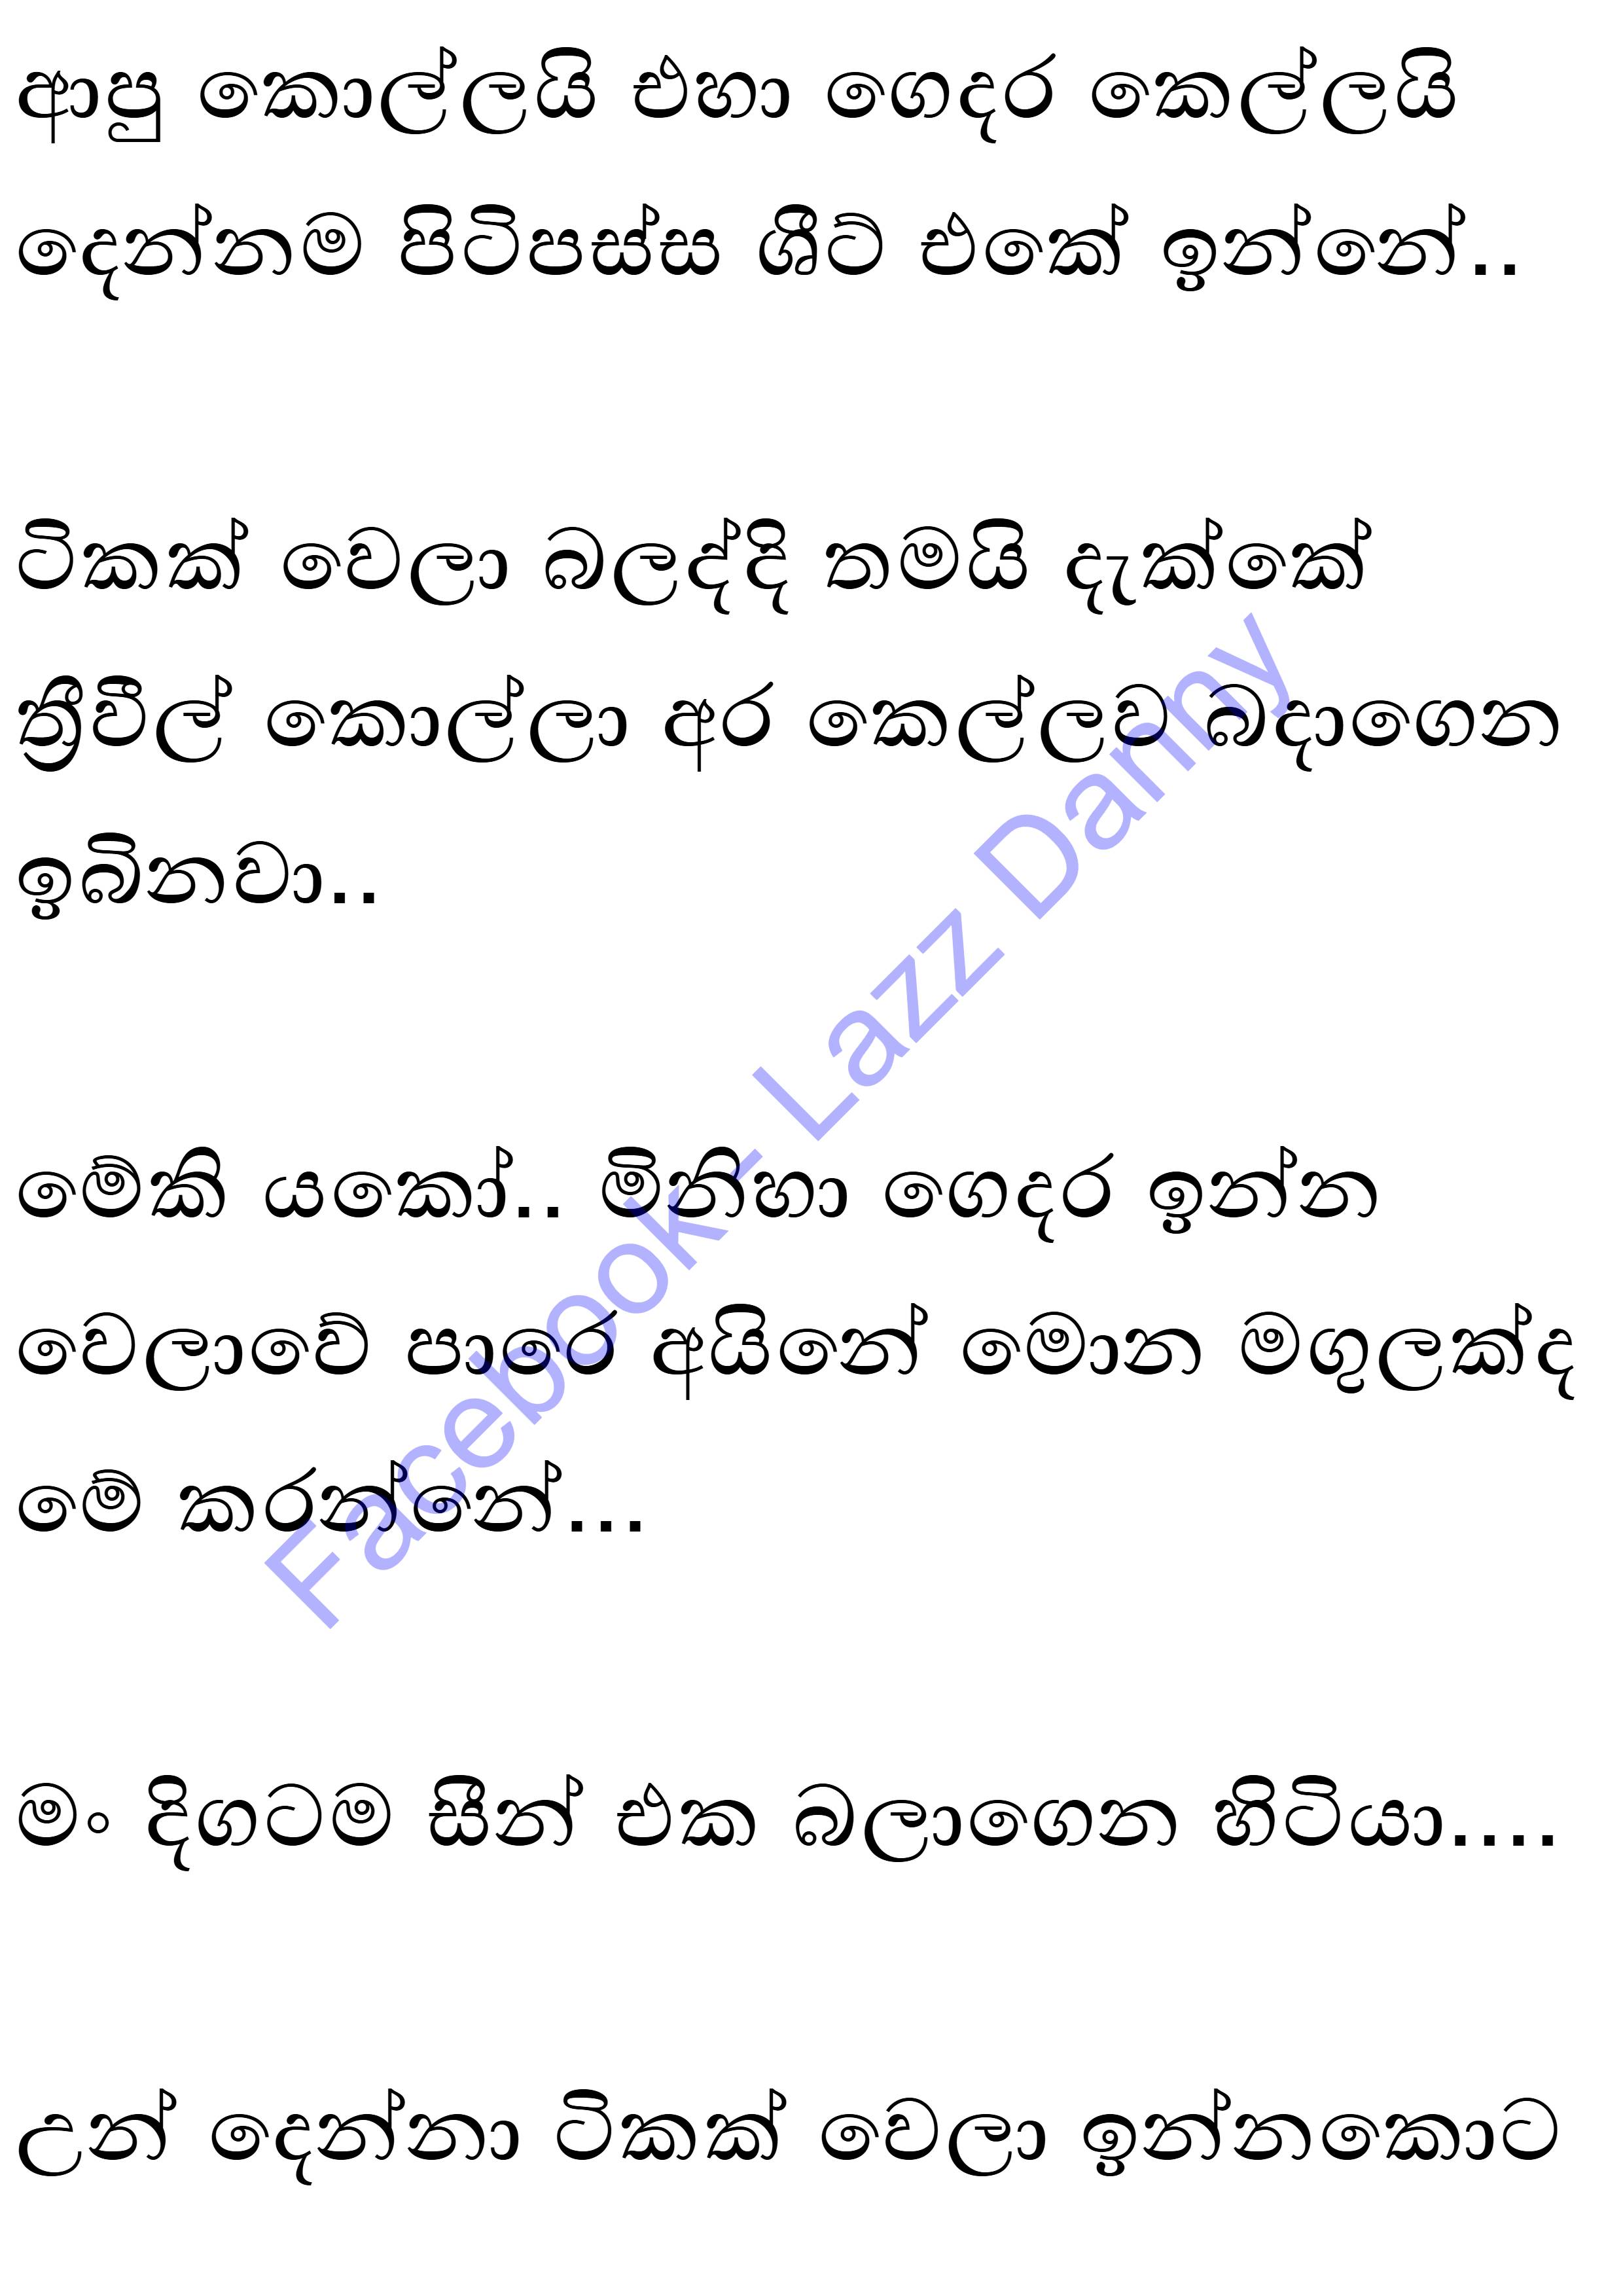 ආපු කොල්ලයි එහා ගෙදර කෙල්ලයි
දෙන්නම පිටිපස්ස ශීට් එකේ ඉන්නේ..
ටිකක් වෙලා බලද්දි තමයි දැක්කේ
ත්‍රීවීල් කොල්ලා අර කෙල්ලව බදාගෙන
ඉබිනවා..
මේකි යකෝ.. මිනිහා ගෙදර ඉන්න
වෙලාවේ පාරෙ අයිනේ මොන මගුලක්ද
මේ කරන්නේ...
මං දිගටම සීන් එක බලාගෙන හිටියා....
උන් දෙන්නා ටිකක් වෙලා ඉන්නකොට
Facebook- Lazz Danny